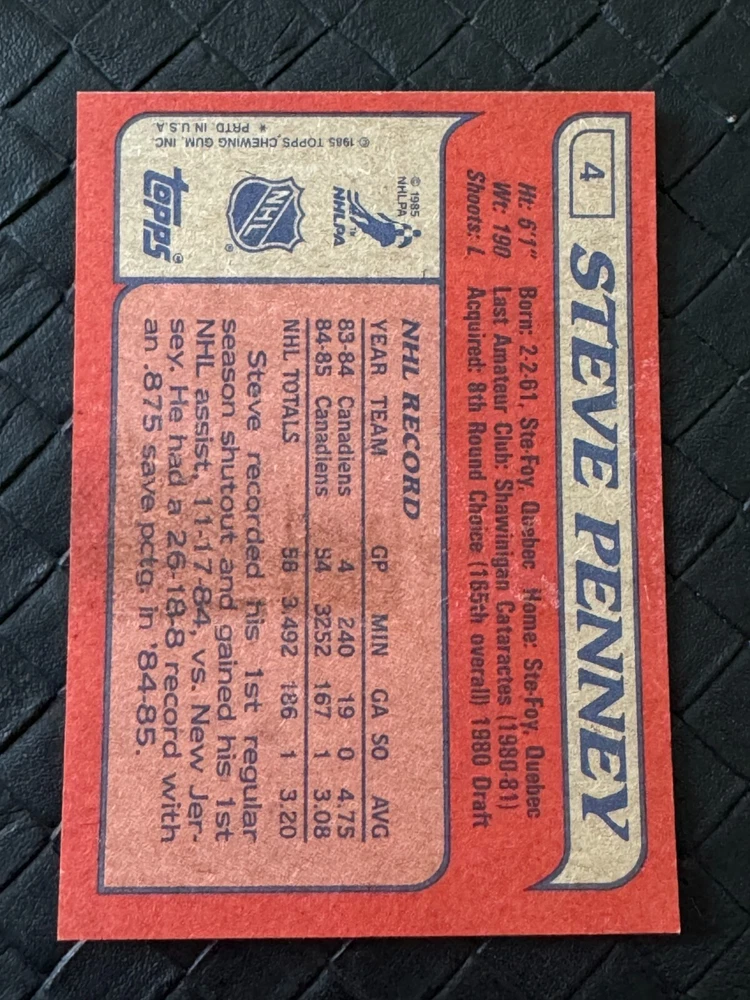 4
STEVE PENNEY
Ht: 6'1" Born: 2-2-61, Ste-Foy, Quebec Home: Ste-Foy, Quebec
Wt: 190 Last Amateur Club: Shawinigan Cataractes (1980-81)
Shoots: L Acquired: 8th Round Choice (165th overall) 1980 Draft
© 1985
NHLPA
NHLPA
TM
NHL
®
topps
©
© 1985 TOPPS CHEWING GUM, INC.
* PRTD. IN U.S.A
NHL RECORD
YEAR TEAM GP MIN GA SO AVG
83-84 Canadiens 4 240 19 0 4.75
84-85 Canadiens 54 3252 167 1 3.08
NHL TOTALS 58 3492 186 1 3.20
Steve recorded his 1st regular
season shutout and gained his 1st
NHL assist, 11-17-84, vs. New Jer-
sey. He had a 26-18-8 record with
an .875 save pctg. in '84-85.